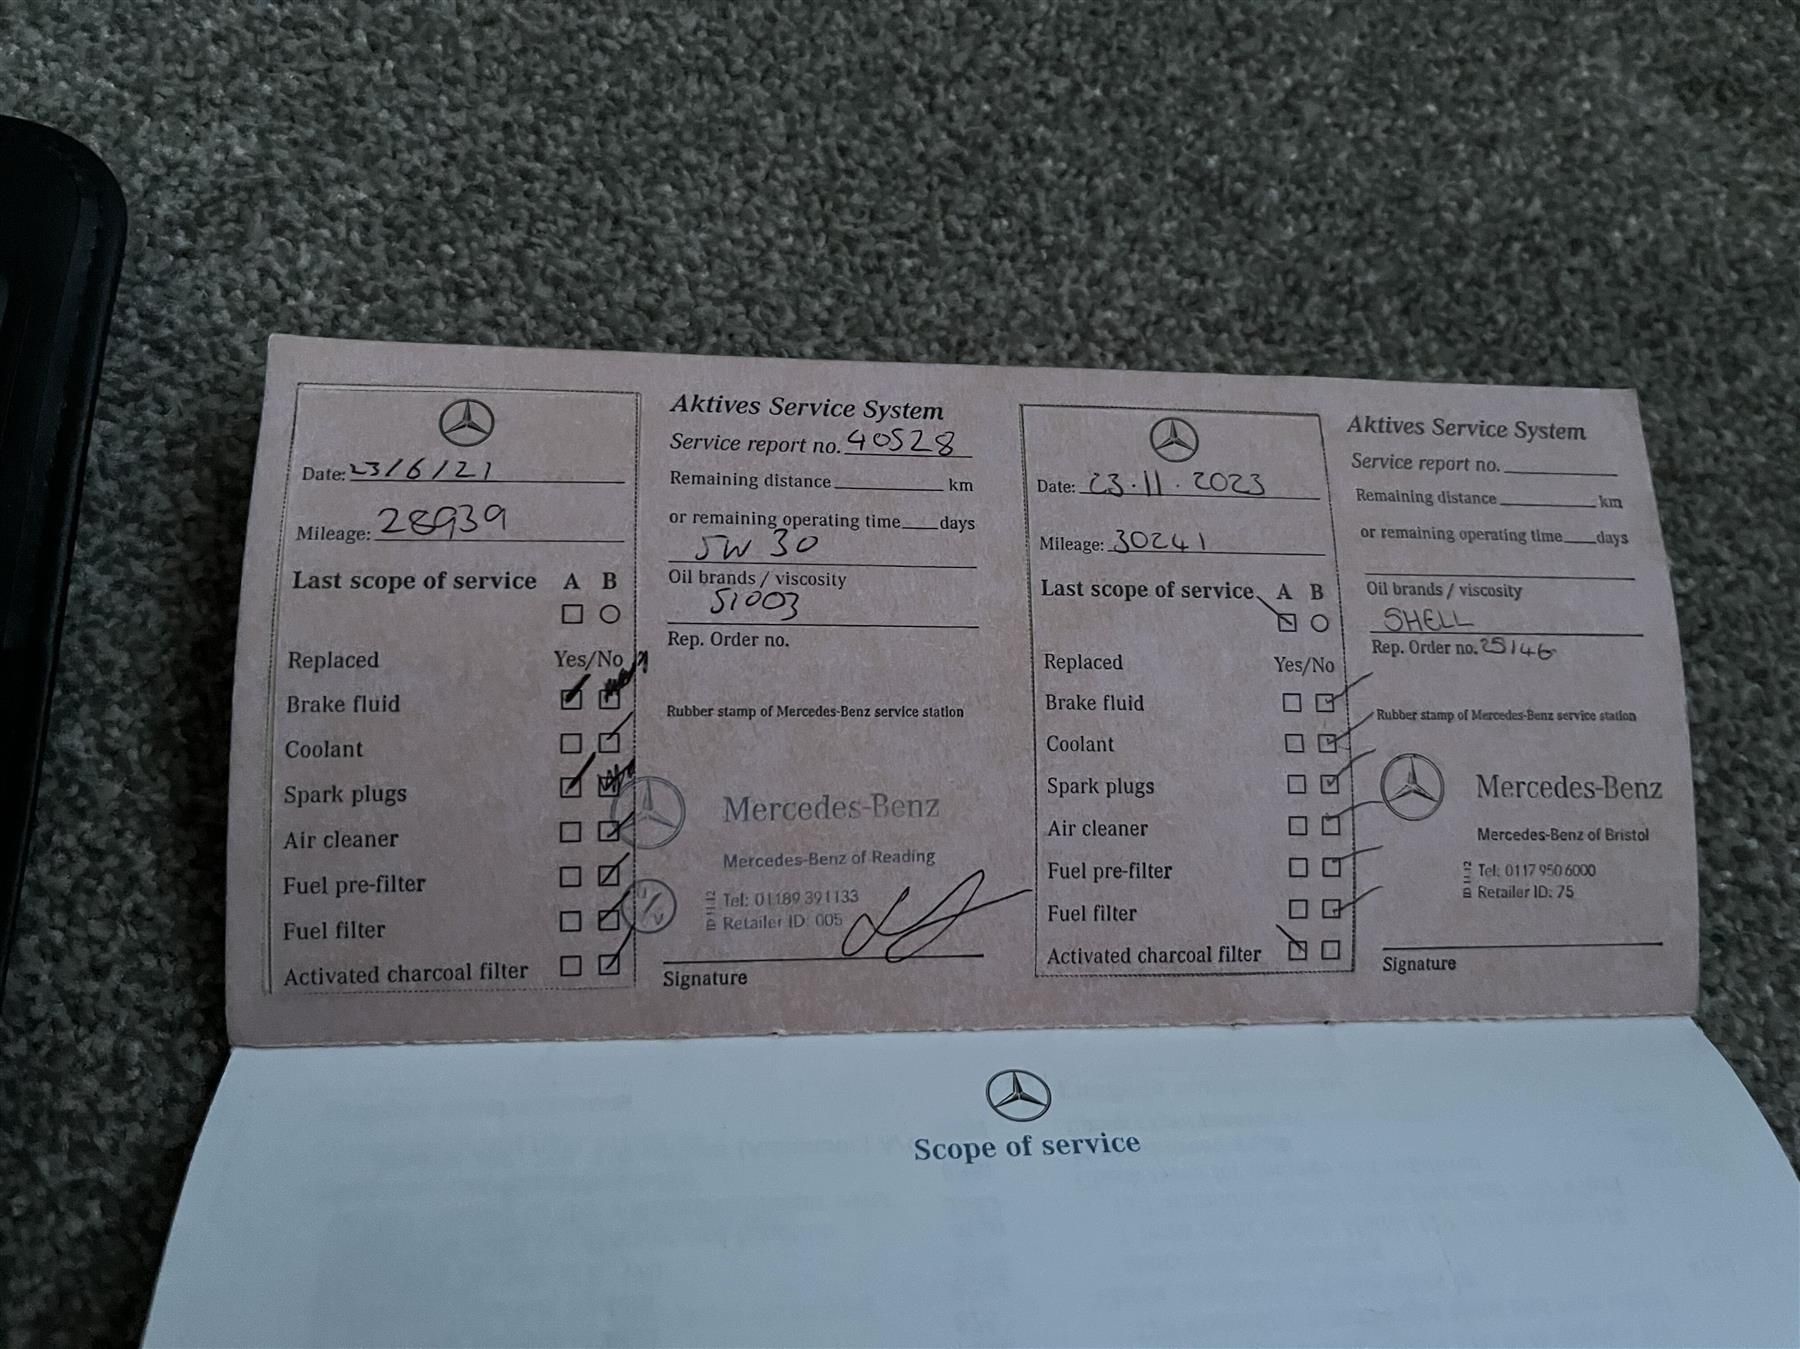 Date: 23/6/21
Mileage: 28939
Last scope of service A B
Replaced Yes/No
Brake fluid
Coolant
Spark plugs
Air cleaner
Fuel pre-filter
Fuel filter
Activated charcoal filter
Aktives Service System
Service report no. 40528
Remaining distance km
or remaining operating time days
5W 30
Oil brands / viscosity
51003
Rep. Order no.
Rubber stamp of Mercedes-Benz service station
Mercedes-Benz
Mercedes-Benz of Reading
Tel: 01189 391133
Retailer ID: 005
Signature
Date: 23.11.2023
Mileage: 30241
Last scope of service A B
Replaced Yes/No
Brake fluid
Coolant
Spark plugs
Air cleaner
Fuel pre-filter
Fuel filter
Activated charcoal filter
Aktives Service System
Service report no.
Remaining distance km
or remaining operating time days
Oil brands / viscosity
SHELL
Rep. Order no. 25146
Rubber stamp of Mercedes-Benz service station
Mercedes-Benz
Mercedes-Benz of Bristol
Tel: 0117 950 6000
Retailer ID: 75
Signature
Scope of service